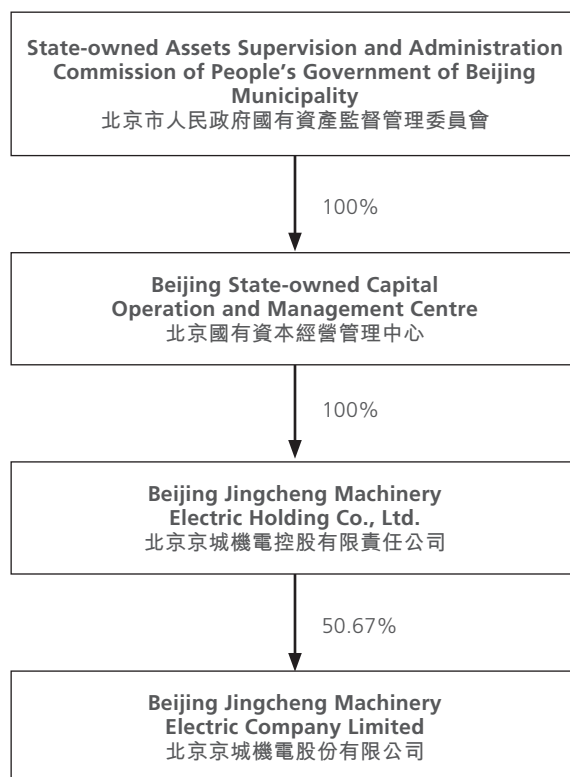 State-owned Assets Supervision and Administration
Commission of People's Government of Beijing
Municipality
北京市人民政府國有資產監督管理委員會
100%
Beijing State-owned Capital
Operation and Management Centre
北京國有資本經營管理中心
100%
Beijing Jingcheng Machinery
Electric Holding Co., Ltd.
北京京城機電控股有限責任公司
50.67%
Beijing Jingcheng Machinery
Electric Company Limited
北京京城機電股份有限公司